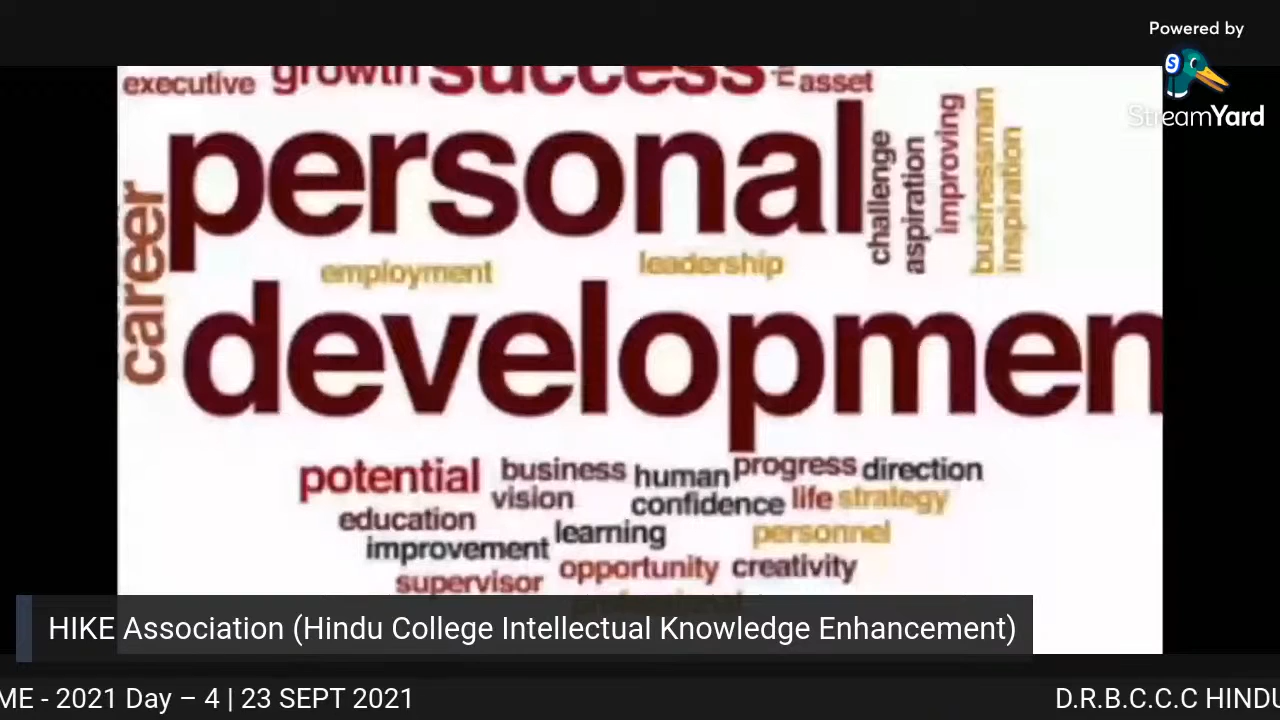 Powered by
StreamYard
executive growth success asset
personal
career
challenge
aspiration
improving
businessman
inspiration
employment leadership
developmen
potential business human progress direction
vision confidence life strategy
education learning personnel
improvement opportunity creativity
supervisor
HIKE Association (Hindu College Intellectual Knowledge Enhancement)
ME - 2021 Day – 4 | 23 SEPT 2021 D.R.B.C.C.C HINDU